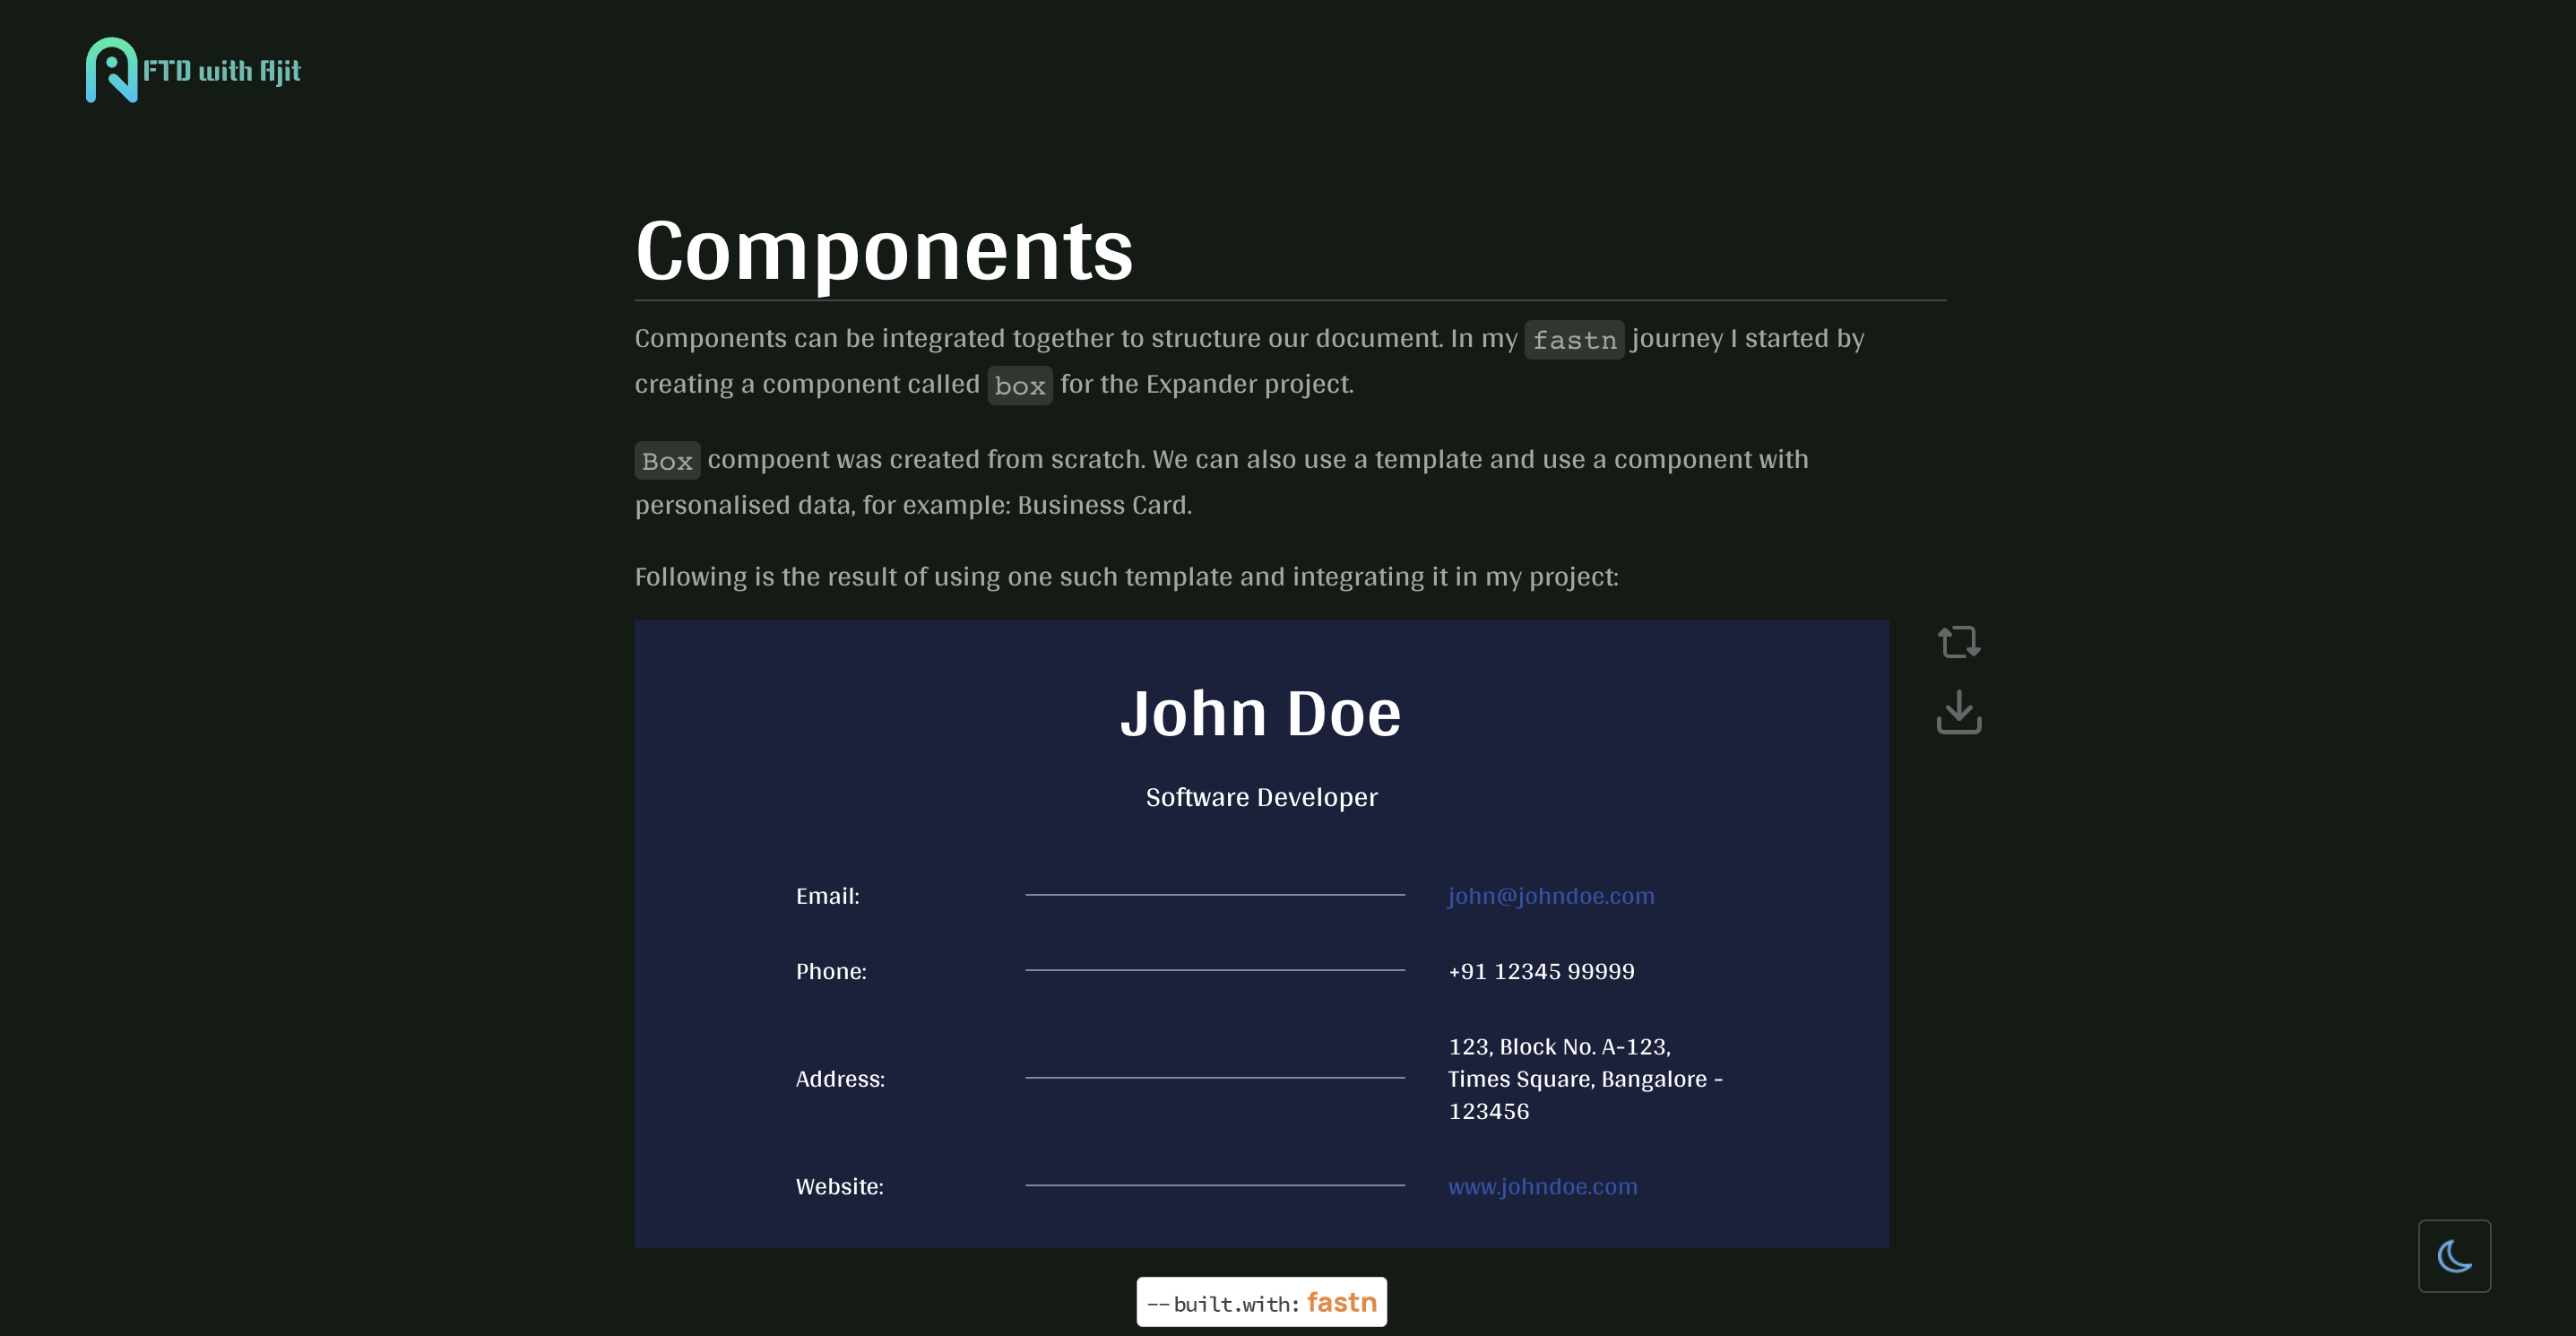 FTD with Ajit
Components
Components can be integrated together to structure our document. In my fastn journey I started by
creating a component called box for the Expander project.
Box compoent was created from scratch. We can also use a template and use a component with
personalised data, for example: Business Card.
Following is the result of using one such template and integrating it in my project:
John Doe
Software Developer
Email: john@johndoe.com
Phone: +91 12345 99999
Address: 123, Block No. A-123,
Times Square, Bangalore -
123456
Website: www.johndoe.com
-- built.with: fastn